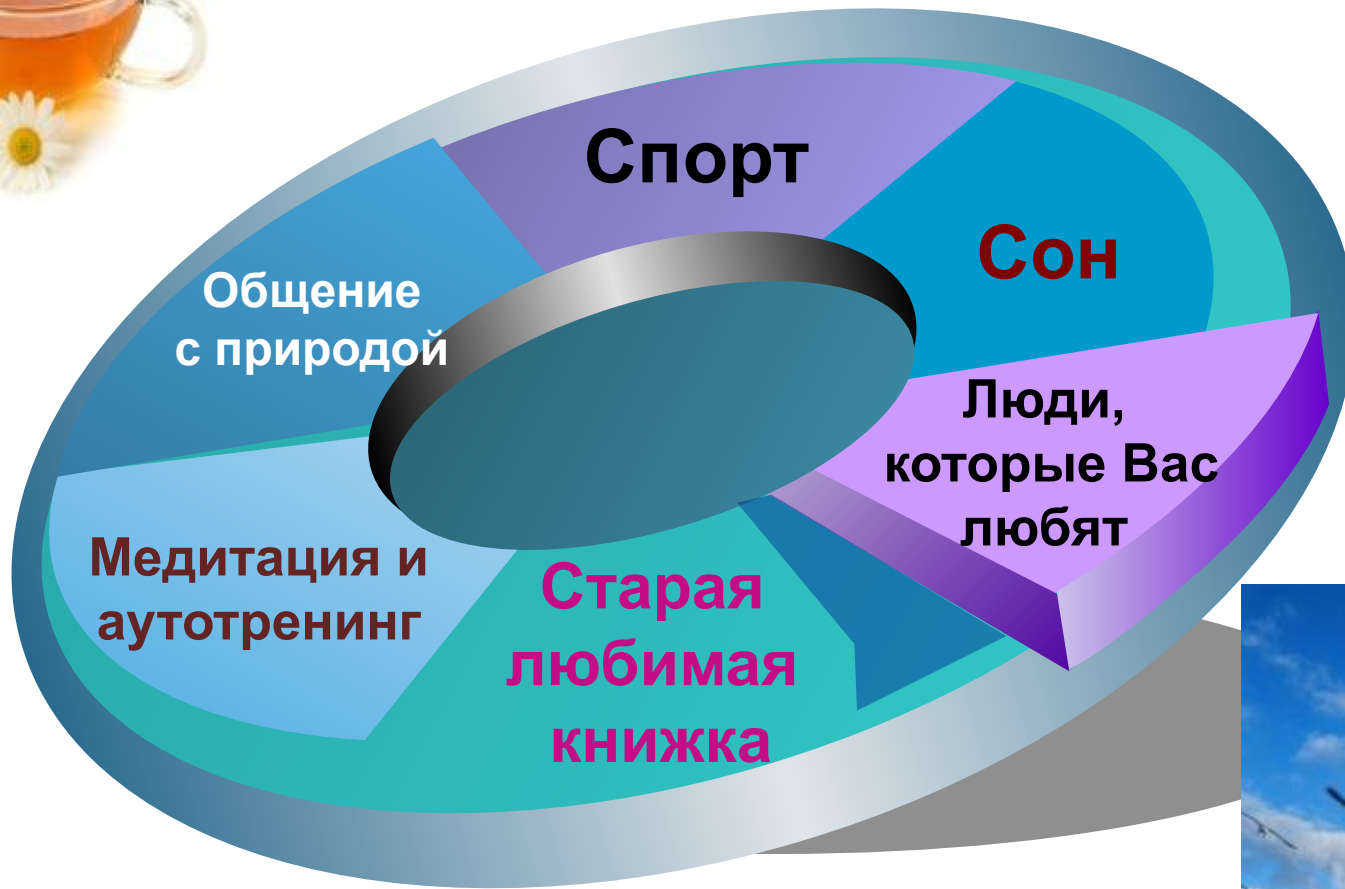 Спорт
Сон
Общение
с природой
Люди,
которые Вас
любят
Медитация и
аутотренинг
Старая
любимая
книжка